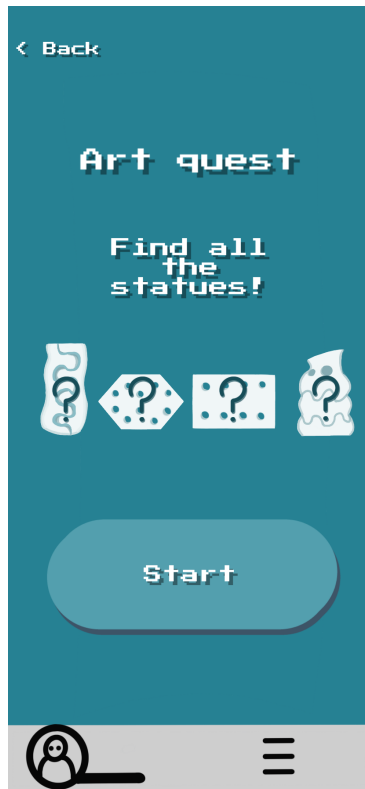 < Back
Art quest
Find all
the
statues!
? ? ? ?
Start